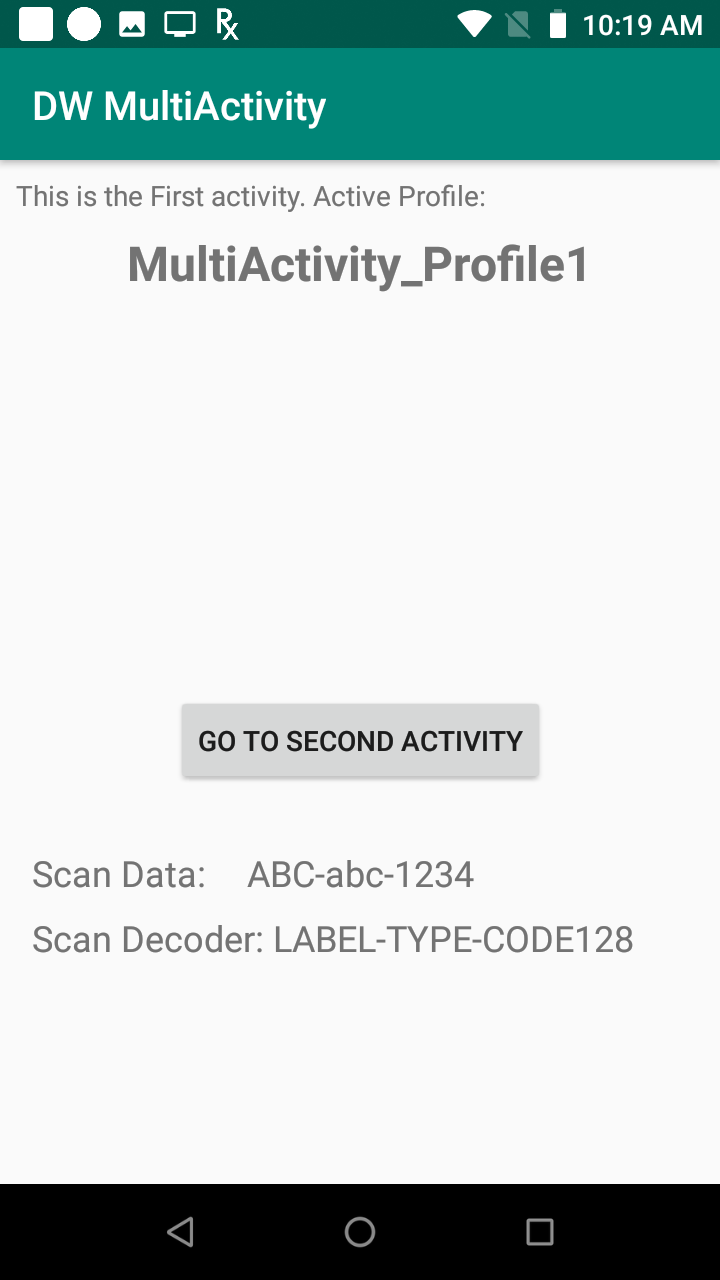 10:19 AM
DW MultiActivity
This is the First activity. Active Profile:
MultiActivity_Profile1
GO TO SECOND ACTIVITY
Scan Data: ABC-abc-1234
Scan Decoder: LABEL-TYPE-CODE128